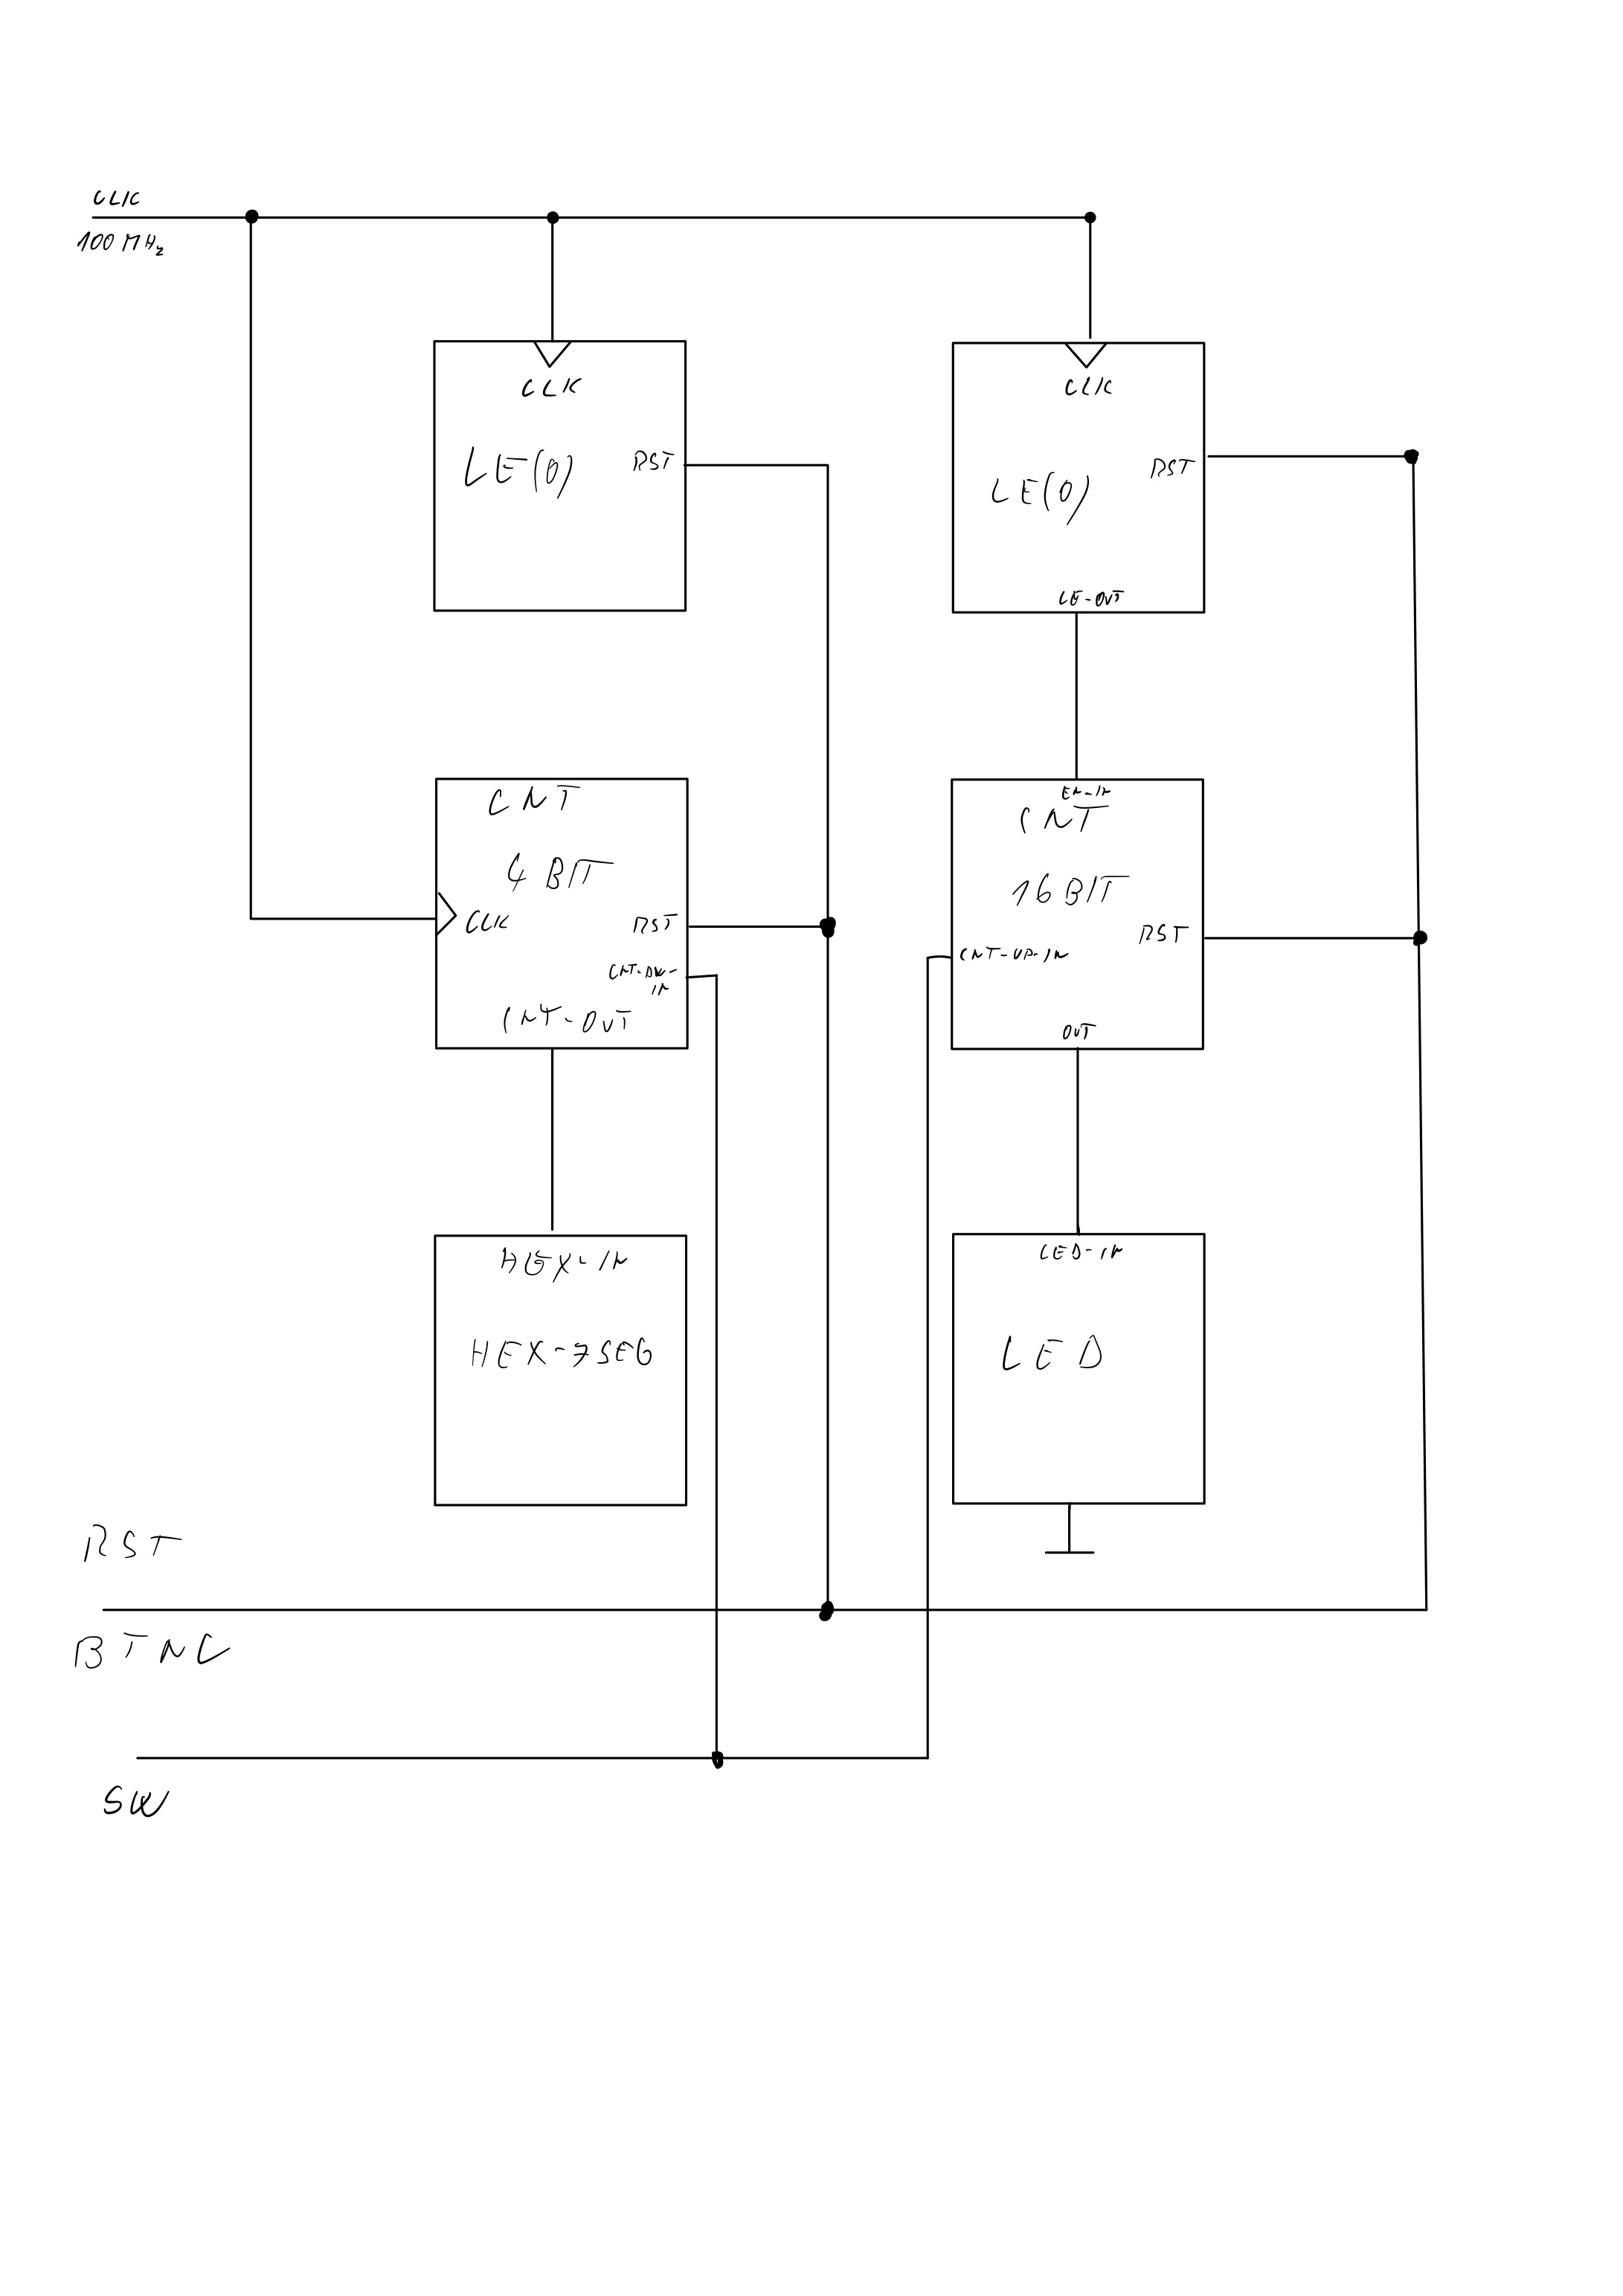 CLK
100 MHz
CLK
LE(0)
RST
CLK
LE(0)
RST
LE-OUT
CNT
4 BIT
CLK
RST
CNT-DW-
IN
CNT-OUT
EN-IN
CNT
16 BIT
RST
CNT-UP-IN
OUT
HEX-IN
HEX-7SEG
LED-IN
LED
RST
BTNC
SW